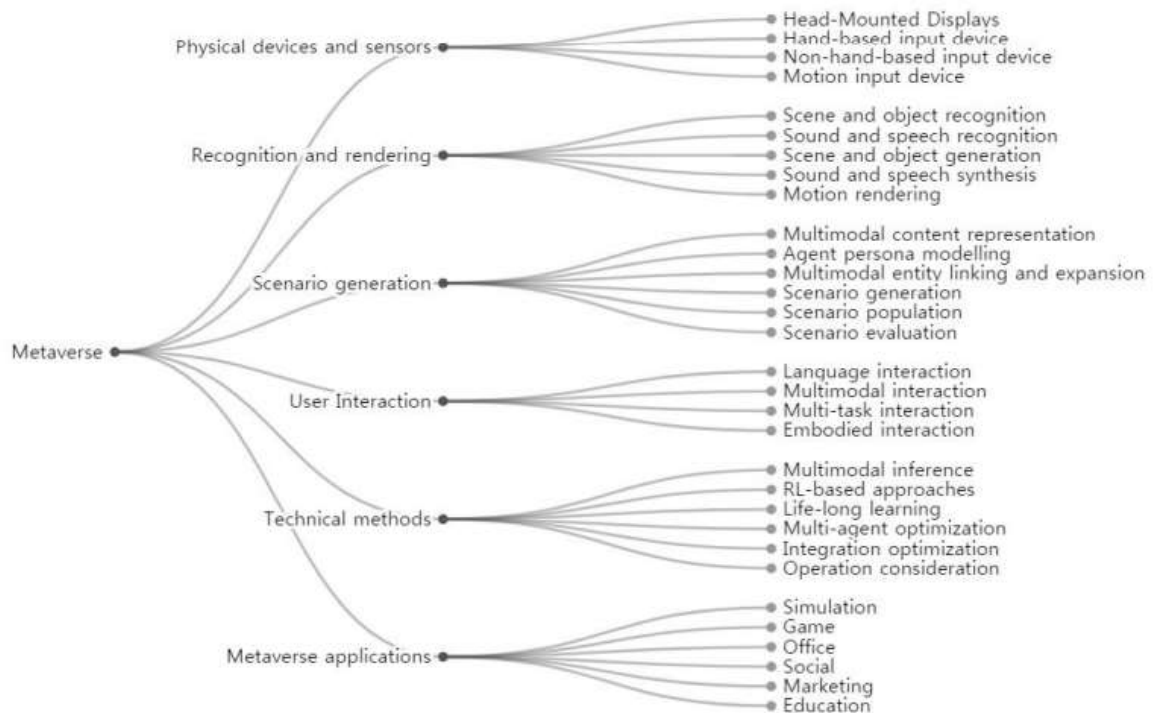 Physical devices and sensors
Head-Mounted Displays
Hand-based input device
Non-hand-based input device
Motion input device
Recognition and rendering
Scene and object recognition
Sound and speech recognition
Scene and object generation
Sound and speech synthesis
Motion rendering
Scenario generation
Multimodal content representation
Agent persona modelling
Multimodal entity linking and expansion
Scenario generation
Scenario population
Scenario evaluation
Metaverse
User Interaction
Language interaction
Multimodal interaction
Multi-task interaction
Embodied interaction
Technical methods
Multimodal inference
RL-based approaches
Life-long learning
Multi-agent optimization
Integration optimization
Operation consideration
Metaverse applications
Simulation
Game
Office
Social
Marketing
Education